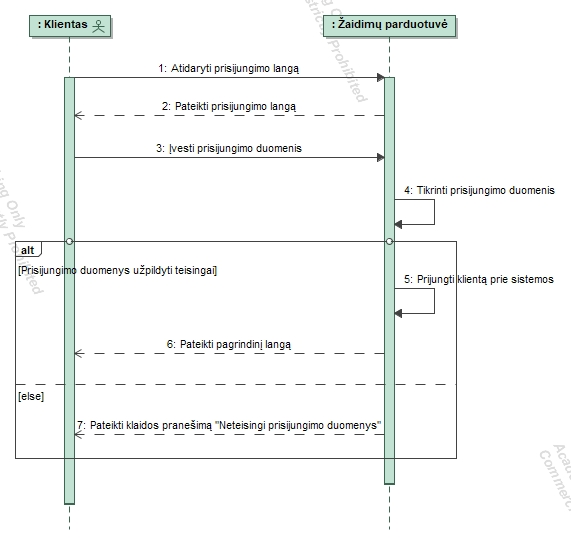 : Klientas
: Žaidimų parduotuvė
1: Atidaryti prisijungimo langą
2: Pateikti prisijungimo langą
3: Įvesti prisijungimo duomenis
4: Tikrinti prisijungimo duomenis
alt
[Prisijungimo duomenys užpildyti teisingai]
5: Prijungti klientą prie sistemos
6: Pateikti pagrindinį langą
[else]
7: Pateikti klaidos pranešimą "Neteisingi prisijungimo duomenys"